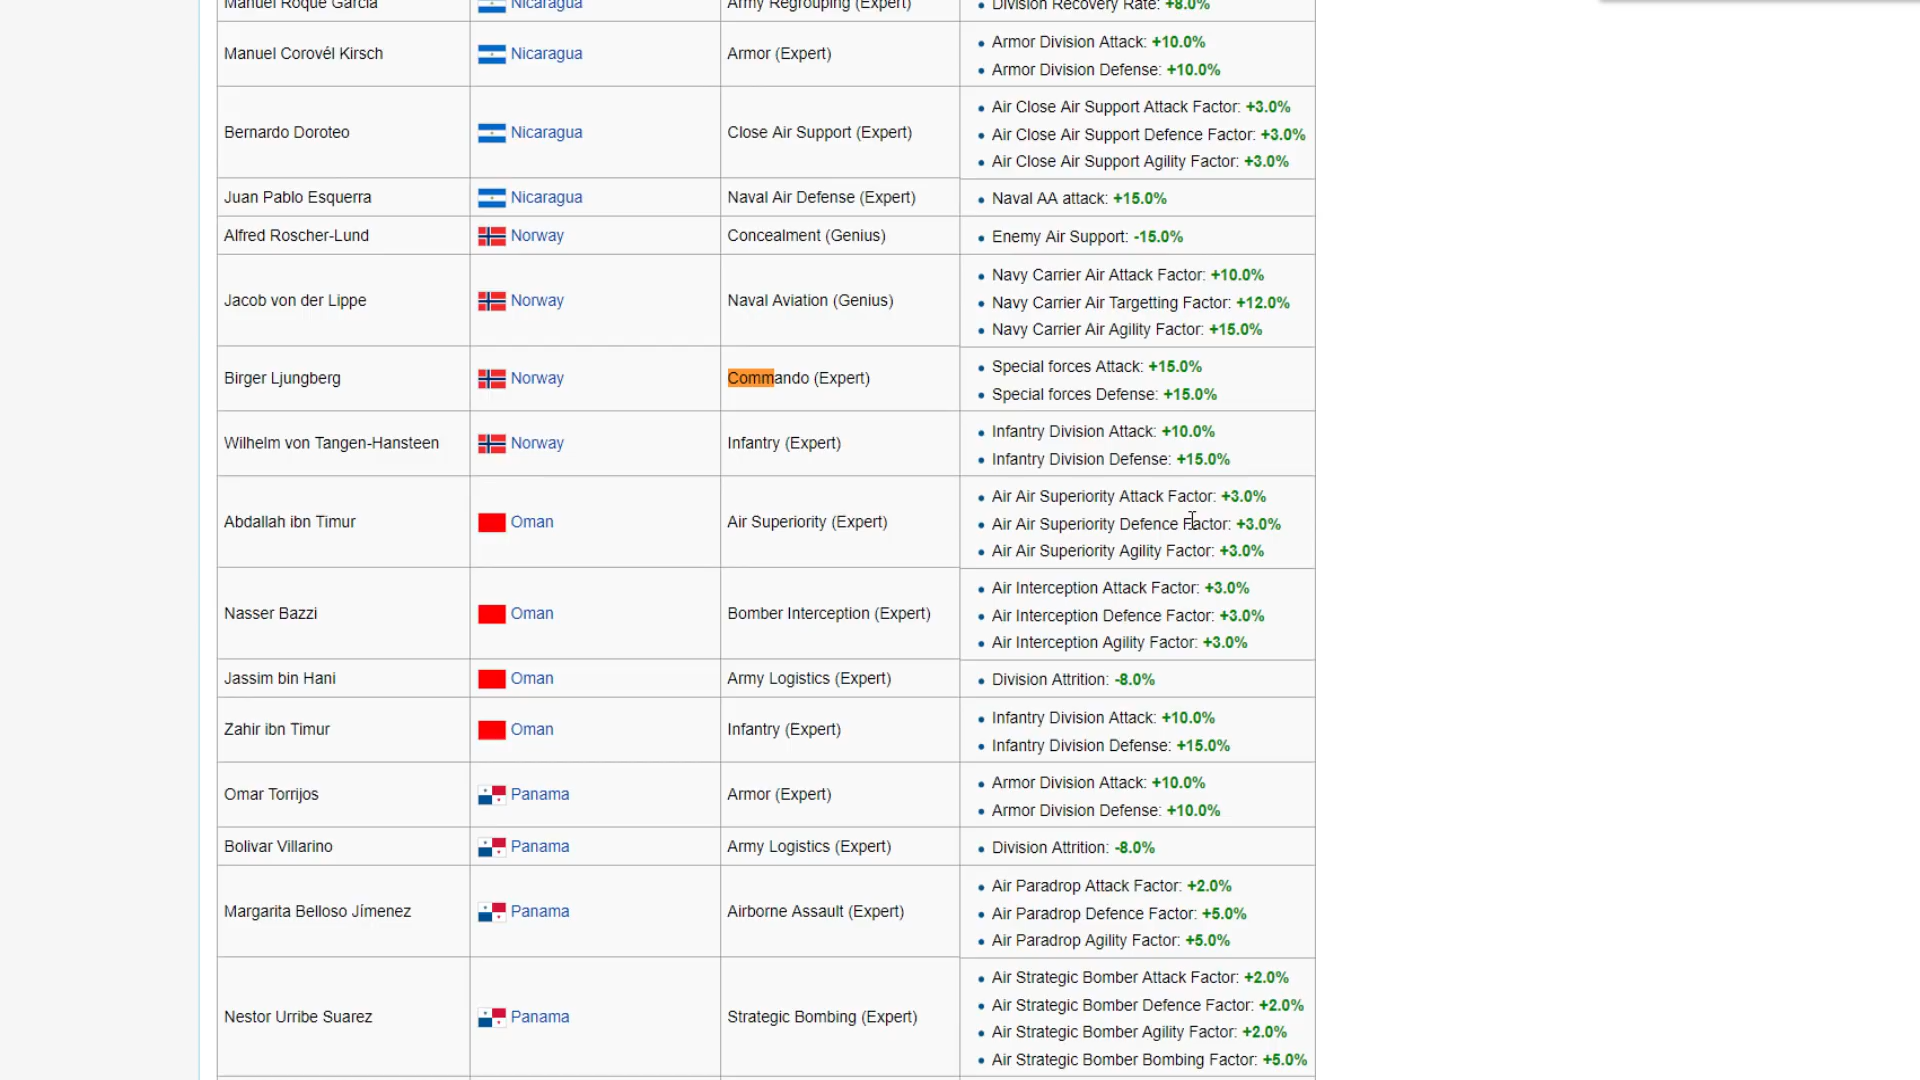 Manuel Roque García Nicaragua Army Regrouping (Expert) Division Recovery Rate: +8.0%
Manuel Corovél Kirsch Nicaragua Armor (Expert) Armor Division Attack: +10.0%
Armor Division Defense: +10.0%
Bernardo Doroteo Nicaragua Close Air Support (Expert) Air Close Air Support Attack Factor: +3.0%
Air Close Air Support Defence Factor: +3.0%
Air Close Air Support Agility Factor: +3.0%
Juan Pablo Esquerra Nicaragua Naval Air Defense (Expert) Naval AA attack: +15.0%
Alfred Roscher-Lund Norway Concealment (Genius) Enemy Air Support: -15.0%
Jacob von der Lippe Norway Naval Aviation (Genius) Navy Carrier Air Attack Factor: +10.0%
Navy Carrier Air Targetting Factor: +12.0%
Navy Carrier Air Agility Factor: +15.0%
Birger Ljungberg Norway Commando (Expert) Special forces Attack: +15.0%
Special forces Defense: +15.0%
Wilhelm von Tangen-Hansteen Norway Infantry (Expert) Infantry Division Attack: +10.0%
Infantry Division Defense: +15.0%
Abdallah ibn Timur Oman Air Superiority (Expert) Air Air Superiority Attack Factor: +3.0%
Air Air Superiority Defence Factor: +3.0%
Air Air Superiority Agility Factor: +3.0%
Nasser Bazzi Oman Bomber Interception (Expert) Air Interception Attack Factor: +3.0%
Air Interception Defence Factor: +3.0%
Air Interception Agility Factor: +3.0%
Jassim bin Hani Oman Army Logistics (Expert) Division Attrition: -8.0%
Zahir ibn Timur Oman Infantry (Expert) Infantry Division Attack: +10.0%
Infantry Division Defense: +15.0%
Omar Torrijos Panama Armor (Expert) Armor Division Attack: +10.0%
Armor Division Defense: +10.0%
Bolivar Villarino Panama Army Logistics (Expert) Division Attrition: -8.0%
Margarita Belloso Jímenez Panama Airborne Assault (Expert) Air Paradrop Attack Factor: +2.0%
Air Paradrop Defence Factor: +5.0%
Air Paradrop Agility Factor: +5.0%
Nestor Urribe Suarez Panama Strategic Bombing (Expert) Air Strategic Bomber Attack Factor: +2.0%
Air Strategic Bomber Defence Factor: +2.0%
Air Strategic Bomber Agility Factor: +2.0%
Air Strategic Bomber Bombing Factor: +5.0%